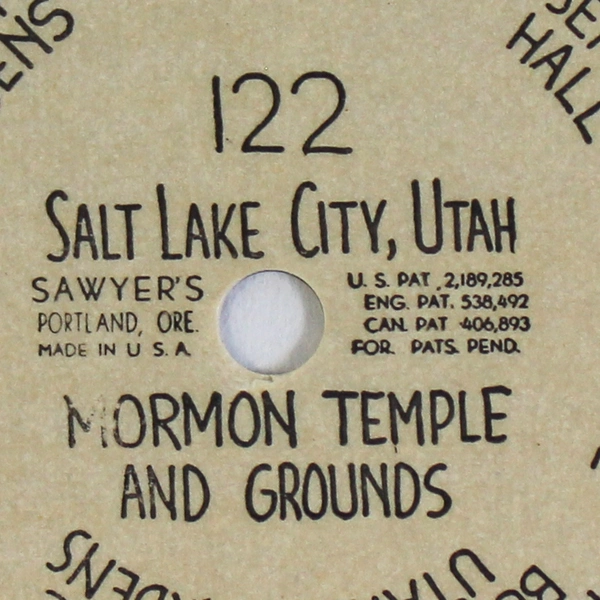 HALL
122
SALT LAKE CITY, UTAH
SAWYER'S
PORTLAND, ORE.
MADE IN U S. A
U. S. PAT. 2,189,285
ENG. PAT. 538,492
CAN. PAT 406,893
FOR. PATS. PEND.
MORMON TEMPLE
AND GROUNDS